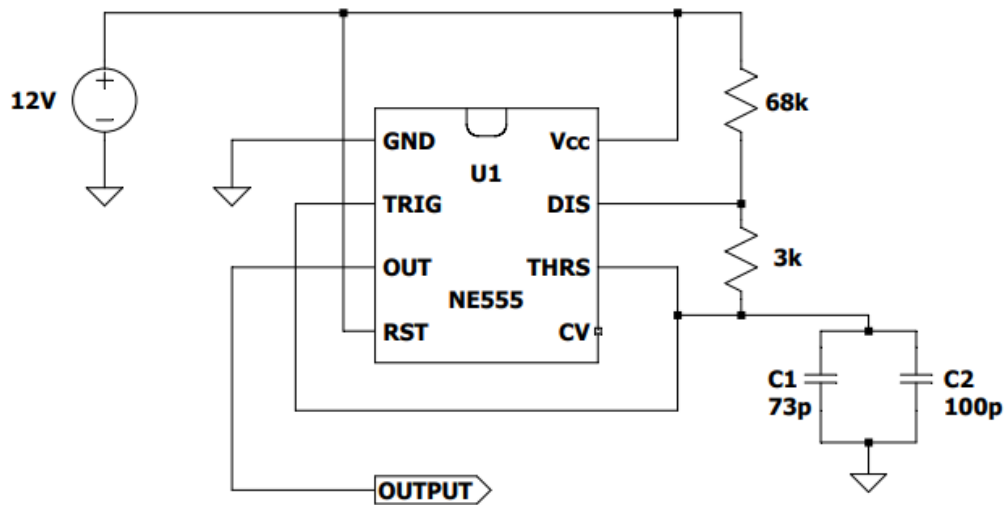 68k
12V
GND
Vcc
U1
TRIG
DIS
3k
OUT
THRS
NE555
RST
CV
C1
73p
C2
100p
OUTPUT
+
−